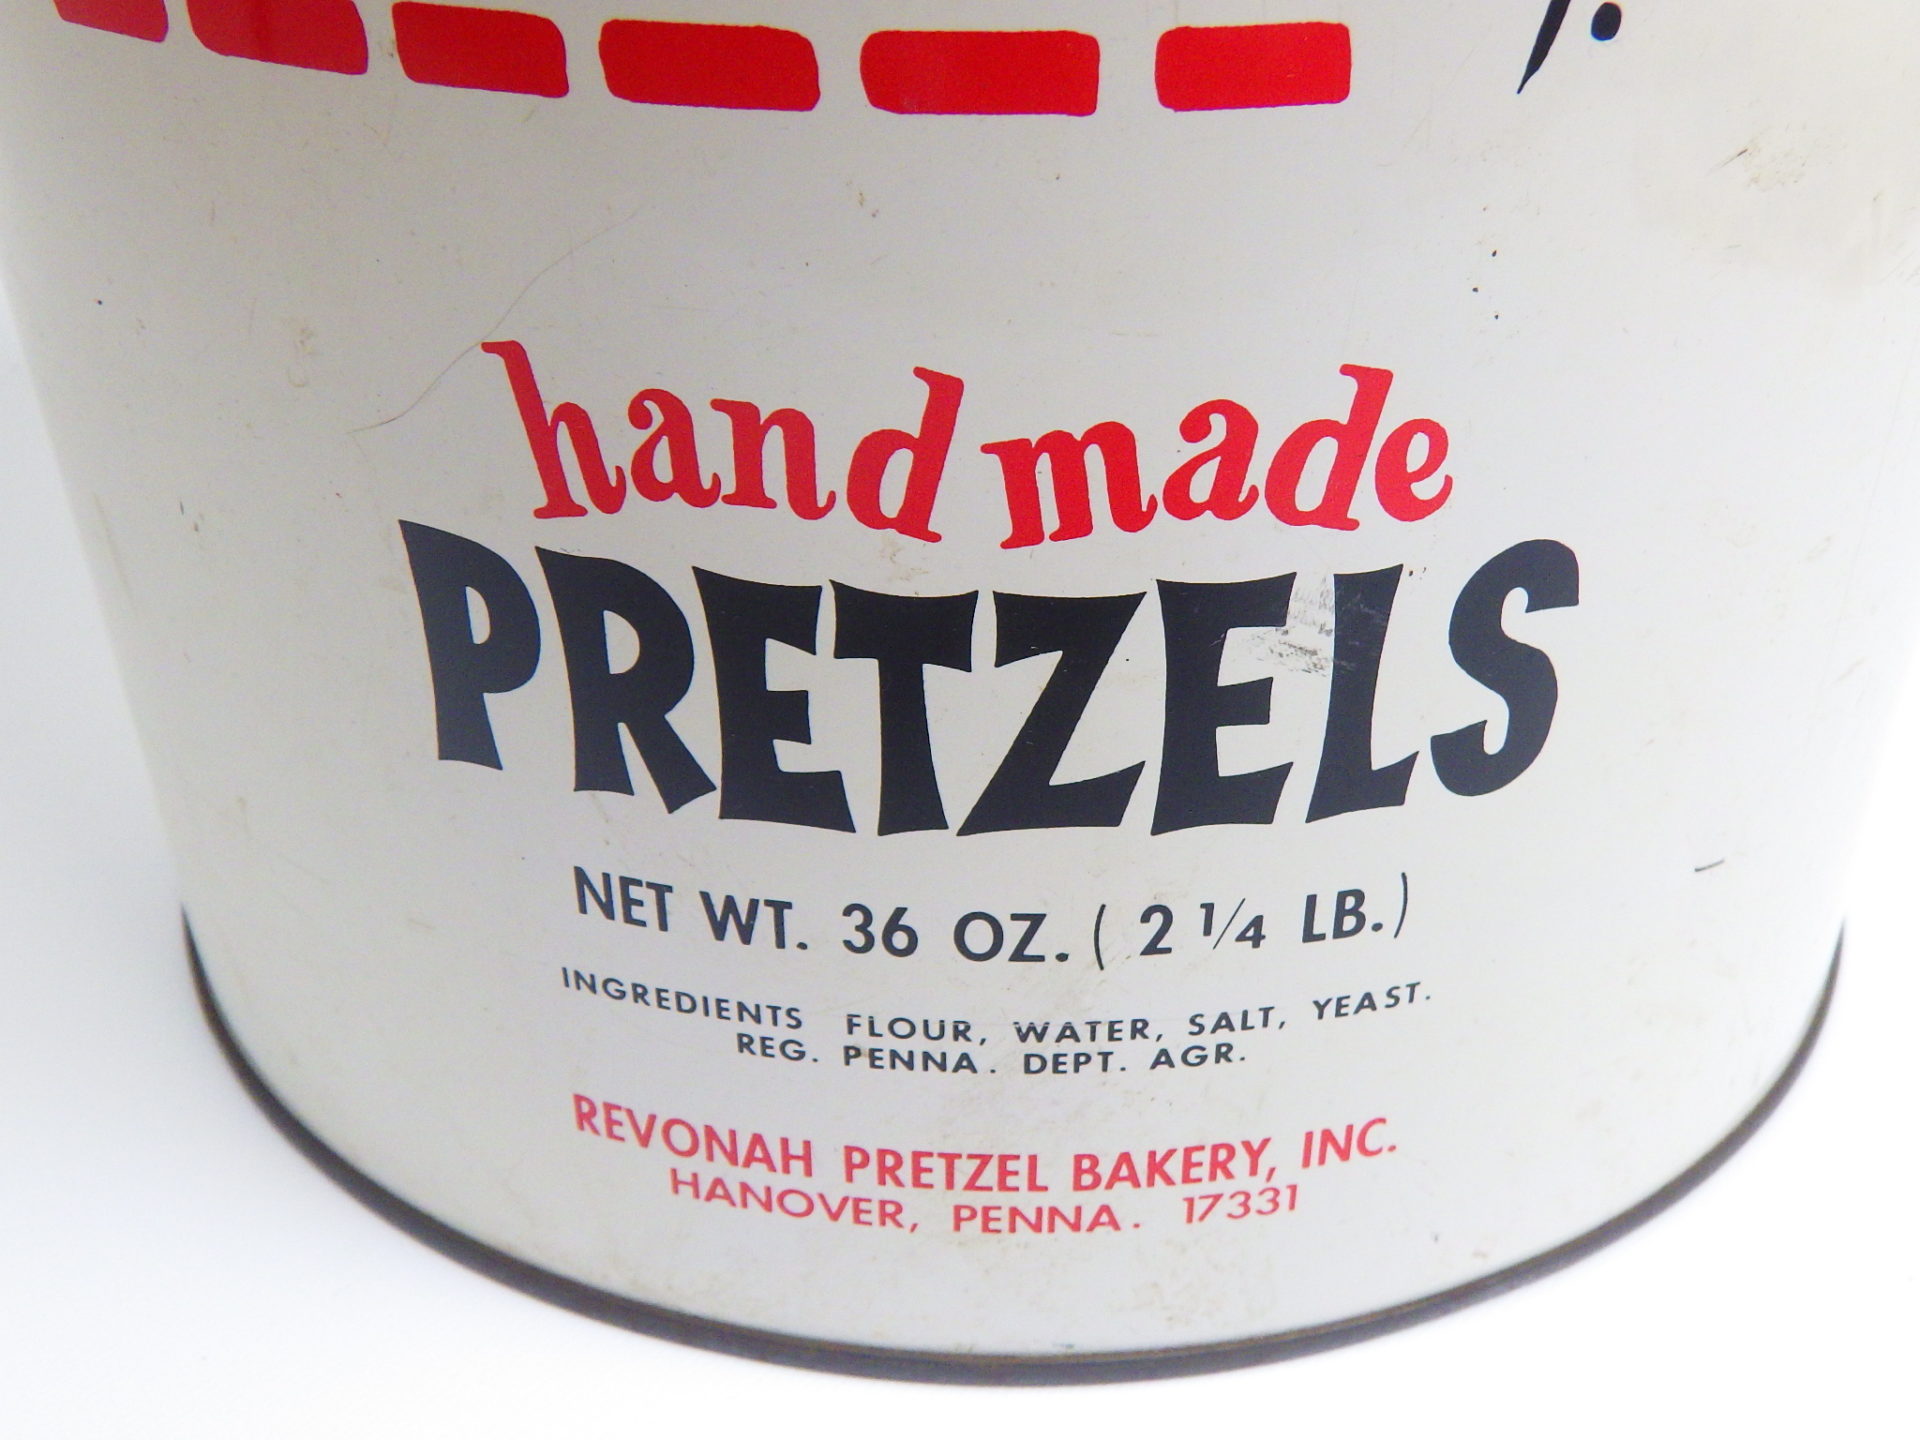 hand made
PRETZELS
NET WT. 36 OZ. ( 2 1/4 LB.)
INGREDIENTS FLOUR, WATER, SALT, YEAST.
REG. PENNA. DEPT. AGR.
REVONAH PRETZEL BAKERY, INC.
HANOVER, PENNA. 17331